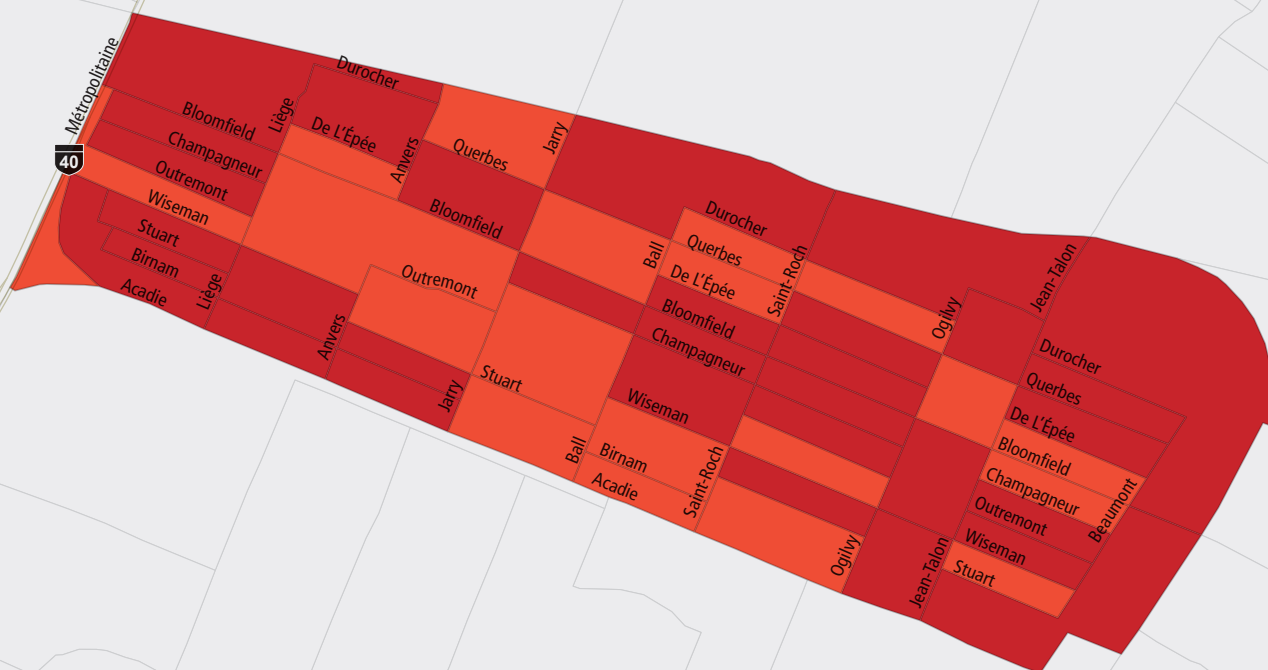 Métropolitaine
40
Durocher
Liège
Bloomfield
De L'Épée
Champagneur
Anvers
Querbes
Jarry
Outremont
Wiseman
Bloomfield
Stuart
Birnam
Acadie
Liège
Outremont
Anvers
Jarry
Stuart
Durocher
Querbes
Ball
De L'Épée
Saint-Roch
Bloomfield
Champagneur
Wiseman
Ball
Birnam
Acadie
Saint-Roch
Ogilvy
Jean-Talon
Durocher
Querbes
De L'Épée
Bloomfield
Champagneur
Beaumont
Outremont
Wiseman
Stuart
Ogilvy
Jean-Talon